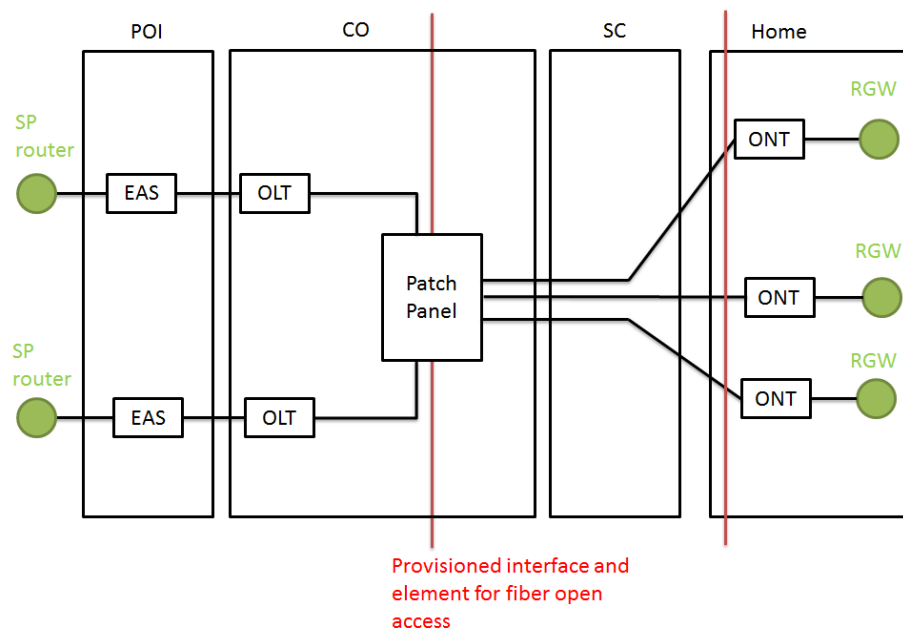 POI
CO
SC
Home
SP
router
EAS
OLT
Patch
Panel
ONT
RGW
ONT
RGW
SP
router
EAS
OLT
ONT
RGW
Provisioned interface and
element for fiber open
access